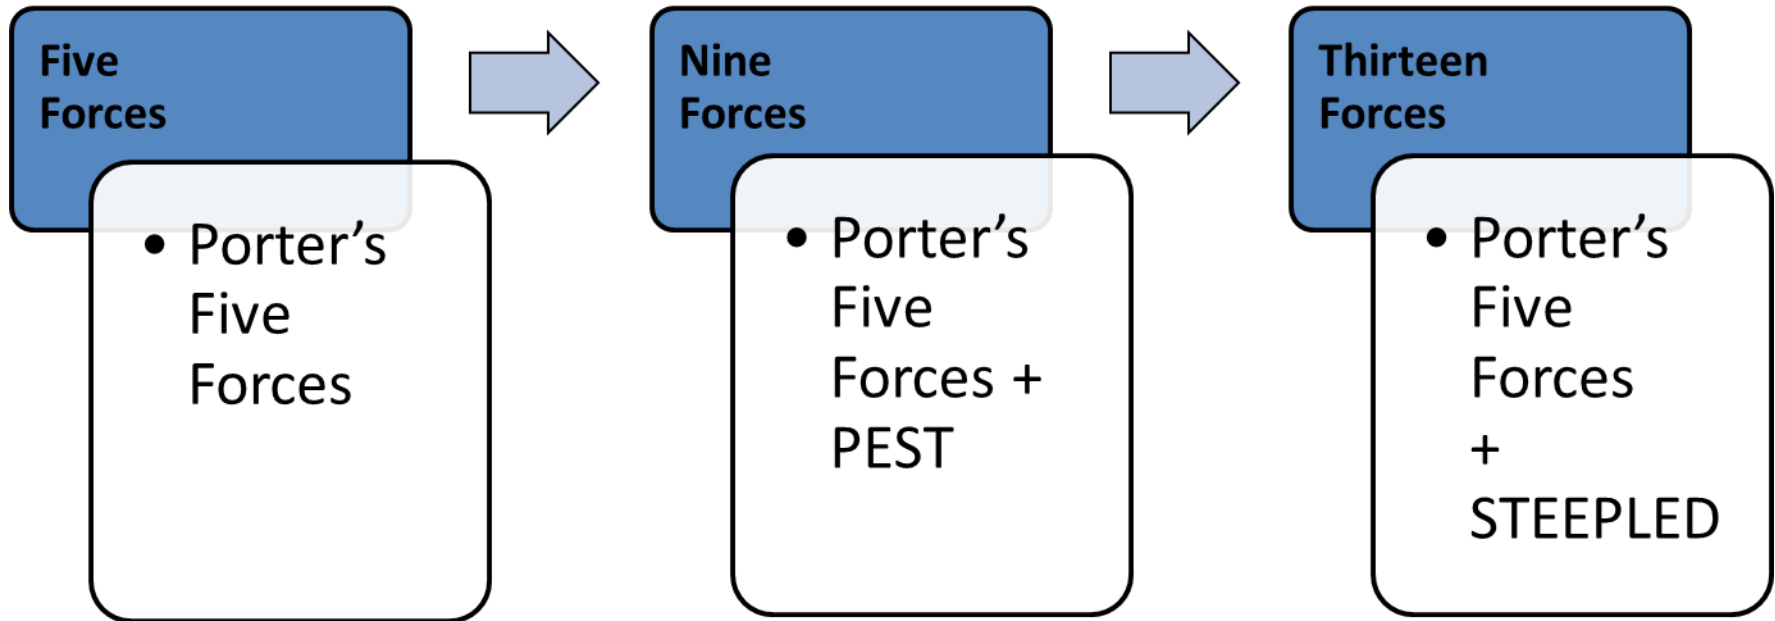 Five
Forces
• Porter’s
Five
Forces
Nine
Forces
• Porter’s
Five
Forces +
PEST
Thirteen
Forces
• Porter’s
Five
Forces
+
STEEPLED